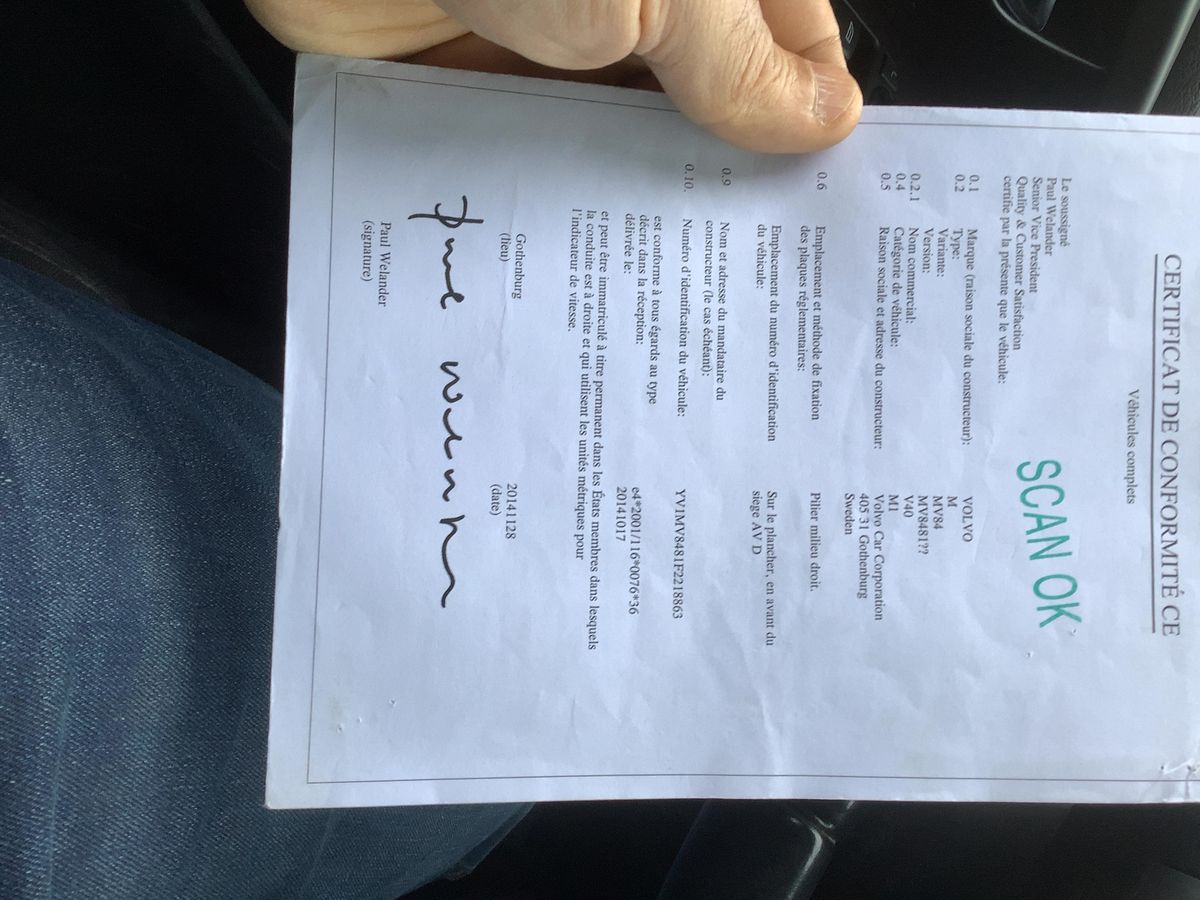 CERTIFICAT DE CONFORMITÉ CE
Véhicules complets
SCAN OK
Le soussigné
Paul Welander
Senior Vice President
Quality & Customer Satisfaction
certifie par la présente que le véhicule:
0.1 Marque (raison sociale du constructeur): VOLVO
0.2 Type: M
Variante: MV84
Version: MV8481??
0.2.1 Nom commercial: V40
0.4 Catégorie de véhicule: M1
0.5 Raison sociale et adresse du constructeur: Volvo Car Corporation
405 31 Gothenburg
Sweden
0.6 Emplacement et méthode de fixation Pilier milieu droit.
des plaques réglementaires:
Emplacement du numéro d'identification Sur le plancher, en avant du
du véhicule: siege AV D
0.9 Nom et adresse du mandataire du
constructeur (le cas échéant):
0.10. Numéro d'identification du véhicule: YV1MV8481F2218863
est conforme à tous égards au type
décrit dans la réception: e4*2001/116*0076*36
délivrée le: 20141017
et peut être immatriculé à titre permanent dans les États membres dans lesquels
la conduite est à droite et qui utilisent les unités métriques pour
l'indicateur de vitesse.
Gothenburg 20141128
(lieu) (date)
Paul Welander
(signature)